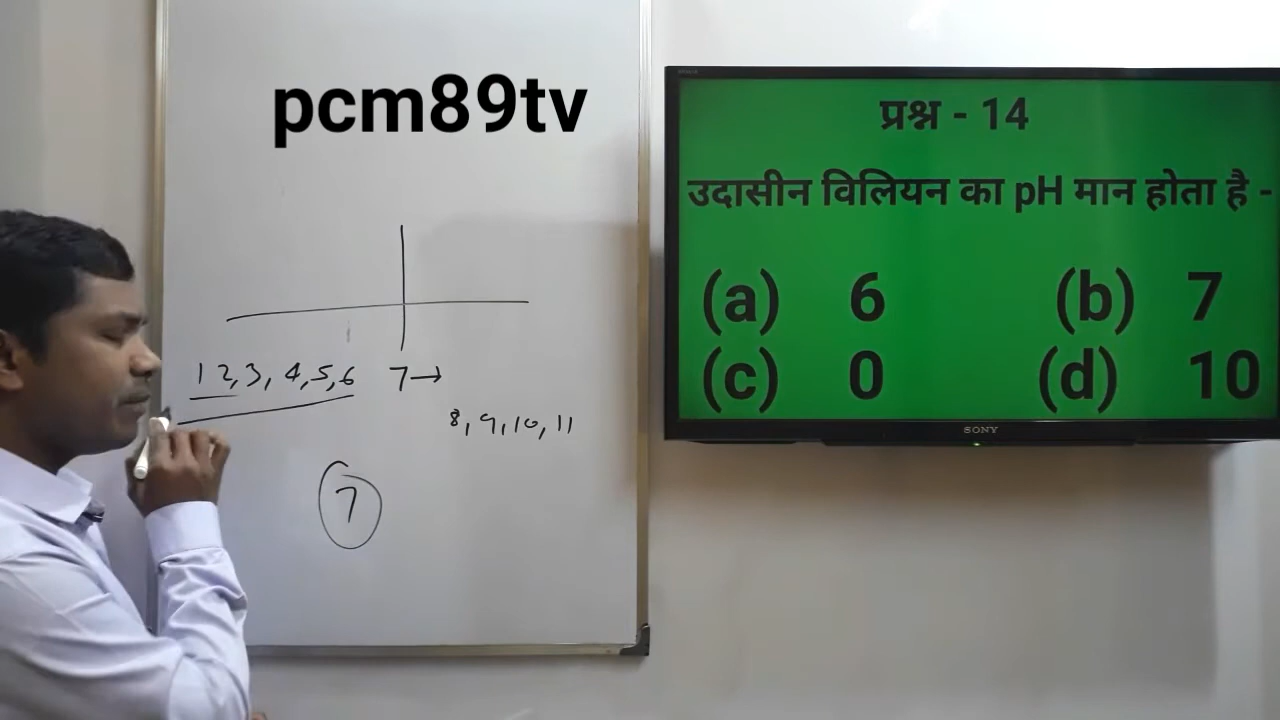 pcm89tv
1 2, 3, 4, 5, 6 7→
8, 9, 10, 11
7
प्रश्न - 14
उदासीन विलियन का pH मान होता है -
(a) 6 (b) 7
(c) 0 (d) 10
SONY